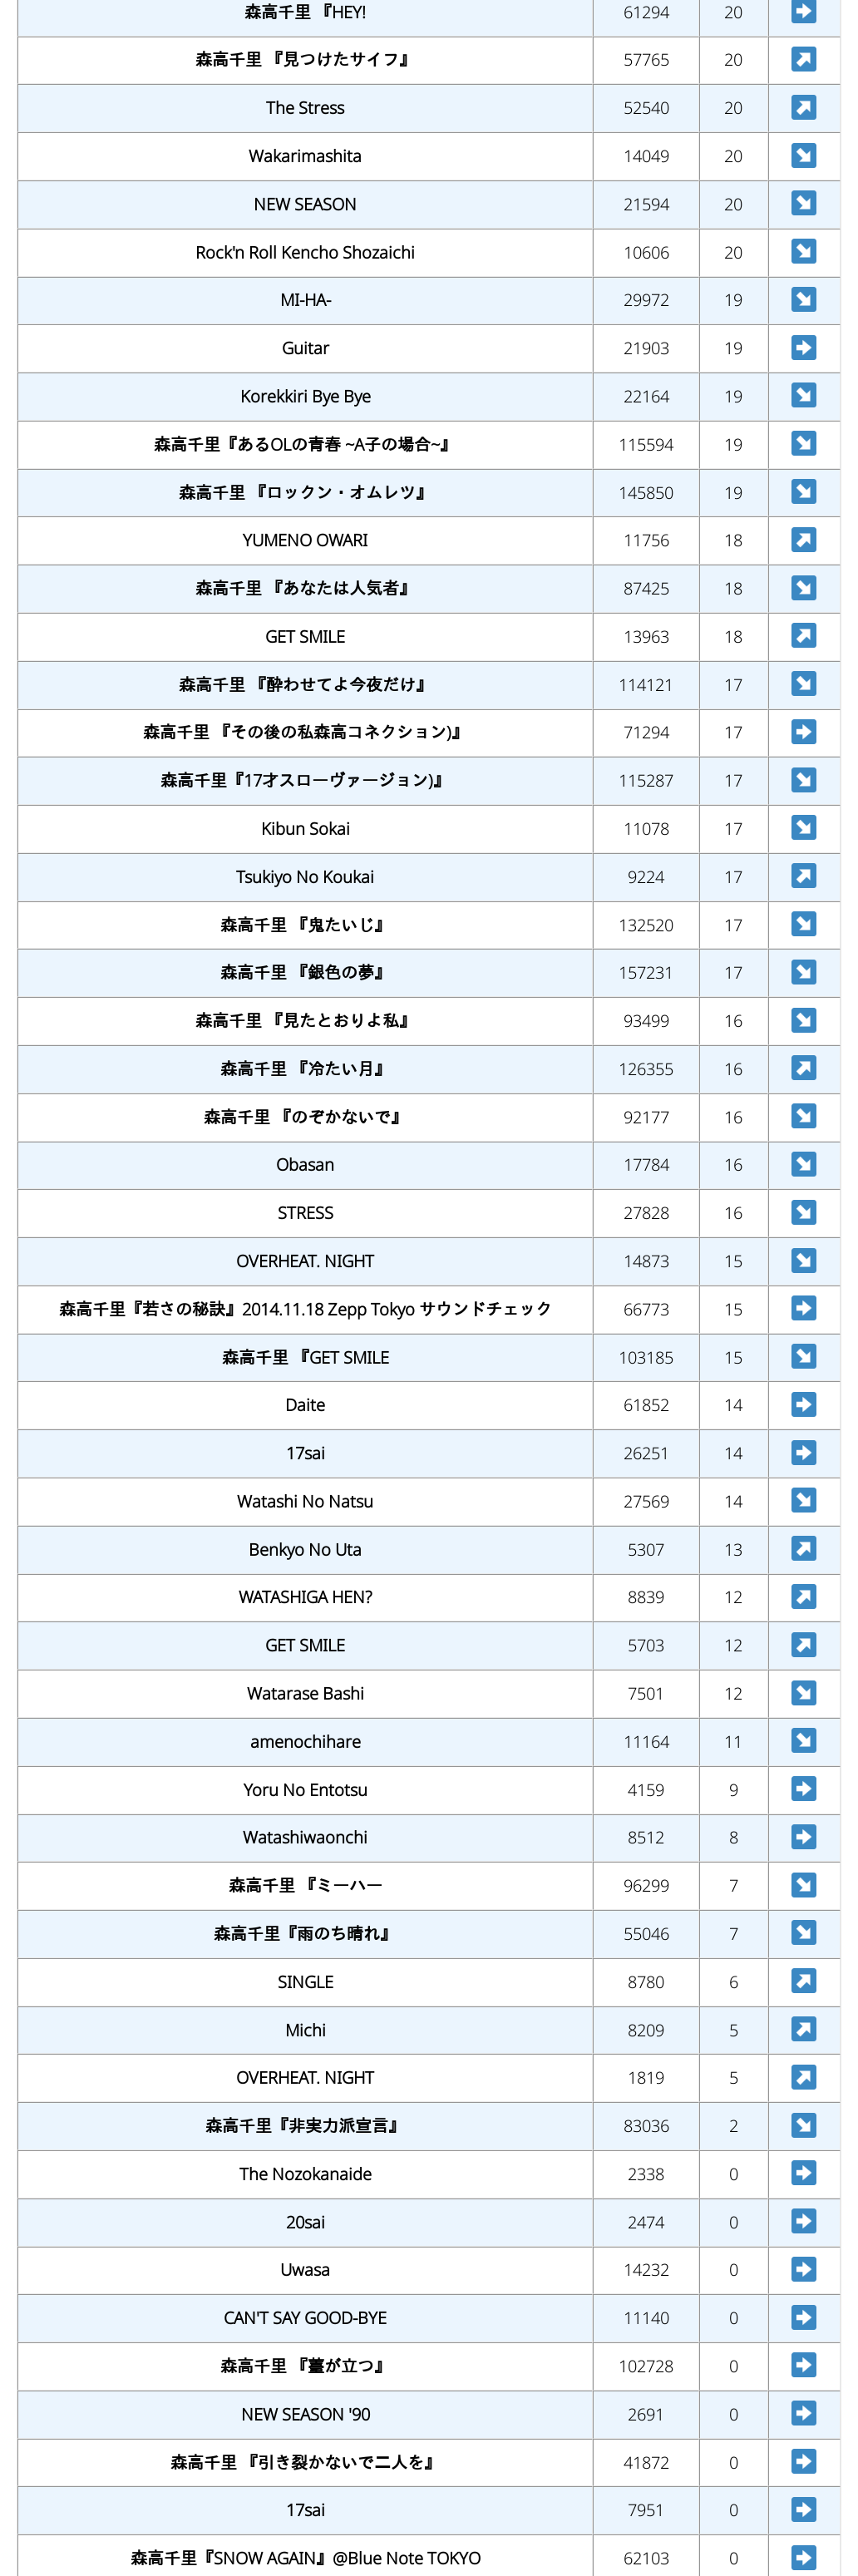 森高千里 『HEY! 61294 20
森高千里 『見つけたサイフ』 57765 20
The Stress 52540 20
Wakarimashita 14049 20
NEW SEASON 21594 20
Rock'n Roll Kencho Shozaichi 10606 20
MI-HA- 29972 19
Guitar 21903 19
Korekkiri Bye Bye 22164 19
森高千里『あるOLの青春 ~A子の場合~』 115594 19
森高千里 『ロックン・オムレツ』 145850 19
YUMENO OWARI 11756 18
森高千里 『あなたは人気者』 87425 18
GET SMILE 13963 18
森高千里 『酔わせてよ今夜だけ』 114121 17
森高千里 『その後の私森高コネクション)』 71294 17
森高千里『17才スローヴァージョン)』 115287 17
Kibun Sokai 11078 17
Tsukiyo No Koukai 9224 17
森高千里 『鬼たいじ』 132520 17
森高千里 『銀色の夢』 157231 17
森高千里 『見たとおりよ私』 93499 16
森高千里 『冷たい月』 126355 16
森高千里 『のぞかないで』 92177 16
Obasan 17784 16
STRESS 27828 16
OVERHEAT. NIGHT 14873 15
森高千里『若さの秘訣』2014.11.18 Zepp Tokyo サウンドチェック 66773 15
森高千里 『GET SMILE 103185 15
Daite 61852 14
17sai 26251 14
Watashi No Natsu 27569 14
Benkyo No Uta 5307 13
WATASHIGA HEN? 8839 12
GET SMILE 5703 12
Watarase Bashi 7501 12
amenochihare 11164 11
Yoru No Entotsu 4159 9
Watashiwaonchi 8512 8
森高千里 『ミーハー 96299 7
森高千里『雨のち晴れ』 55046 7
SINGLE 8780 6
Michi 8209 5
OVERHEAT. NIGHT 1819 5
森高千里『非実力派宣言』 83036 2
The Nozokanaide 2338 0
20sai 2474 0
Uwasa 14232 0
CAN'T SAY GOOD-BYE 11140 0
森高千里 『薹が立つ』 102728 0
NEW SEASON '90 2691 0
森高千里 『引き裂かないで二人を』 41872 0
17sai 7951 0
森高千里『SNOW AGAIN』@Blue Note TOKYO 62103 0